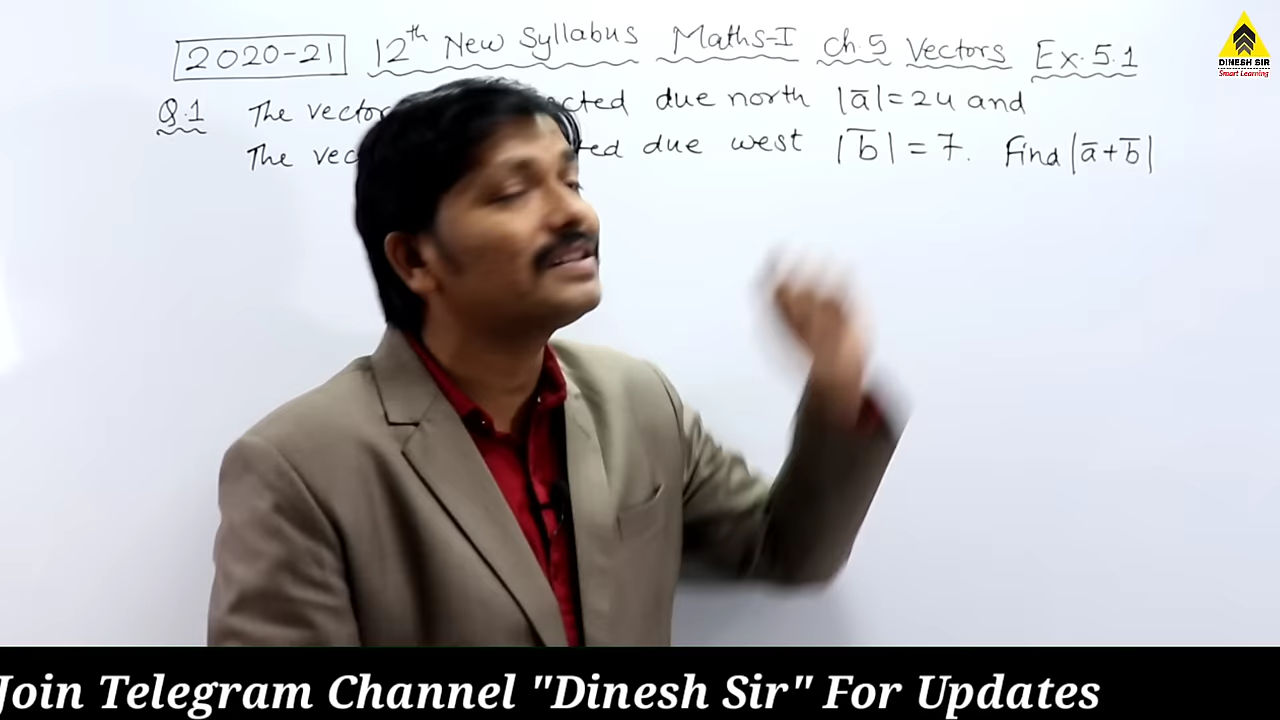 2020-21 12th New Syllabus Maths-I Ch.5 Vectors Ex.5.1
Q.1 The vector due north |a̅|=24 and
The due west |b̅| = 7. Find |a̅+b̅|
DINESH SIR
Smart Learning
Join Telegram Channel "Dinesh Sir" For Updates